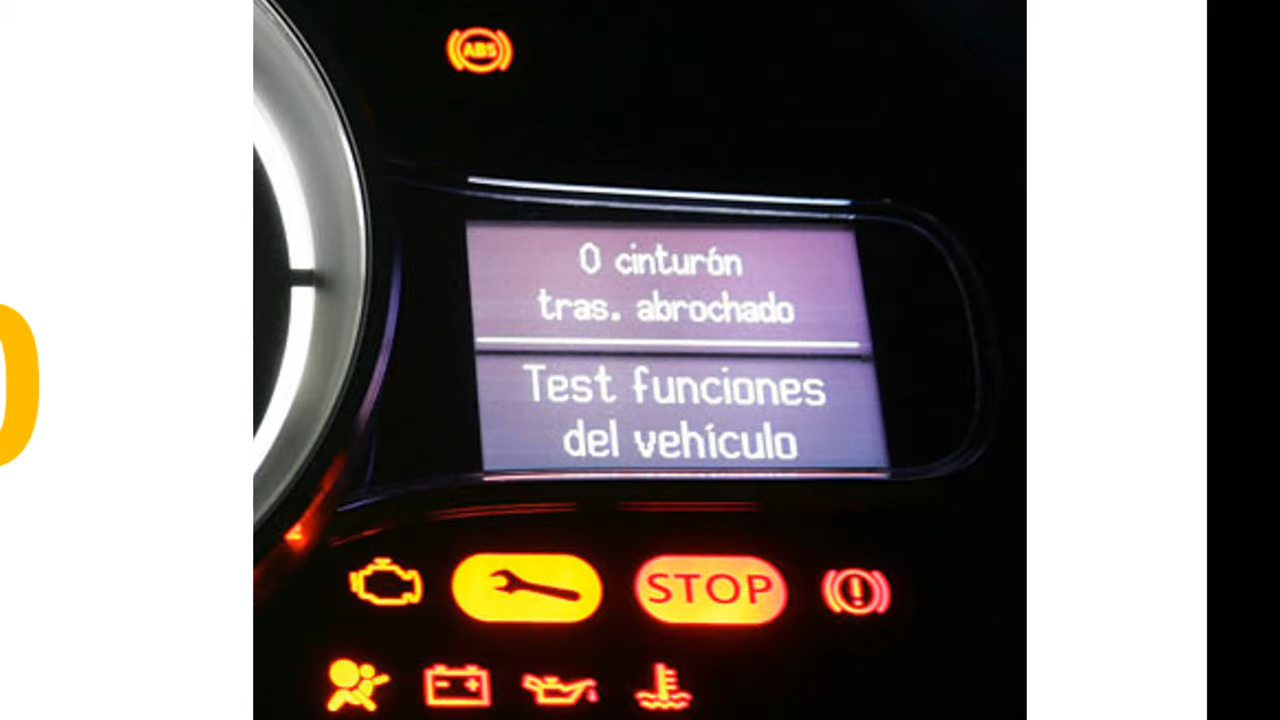 ABS
0 cinturón
tras. abrochado
Test funciones
del vehículo
STOP